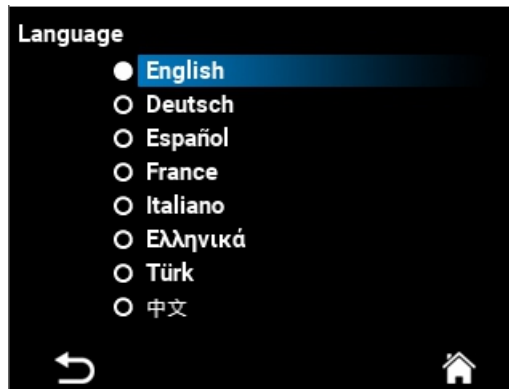 Language
English
Deutsch
Español
France
Italiano
Ελληνικά
Türk
中文